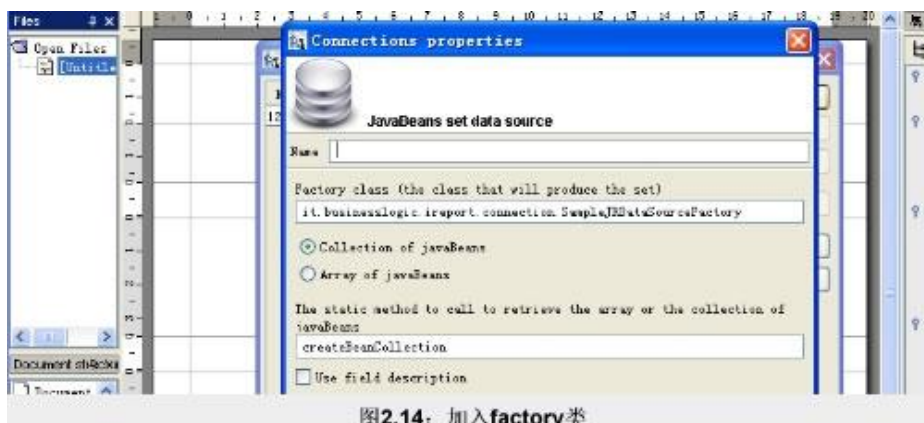 Files
Open Files
[Untitle
Connections properties
JavaBeans set data source
Name
Factory class (the class that will produce the set)
it.businesslogic.ireport.connection.SampleJRDataSourceFactory
Collection of javaBeans
Array of javaBeans
The static method to call to retrieve the array or the collection of
javaBeans
createBeanCollection
Use field description
Document structu
Document
图2.14：加入factory类